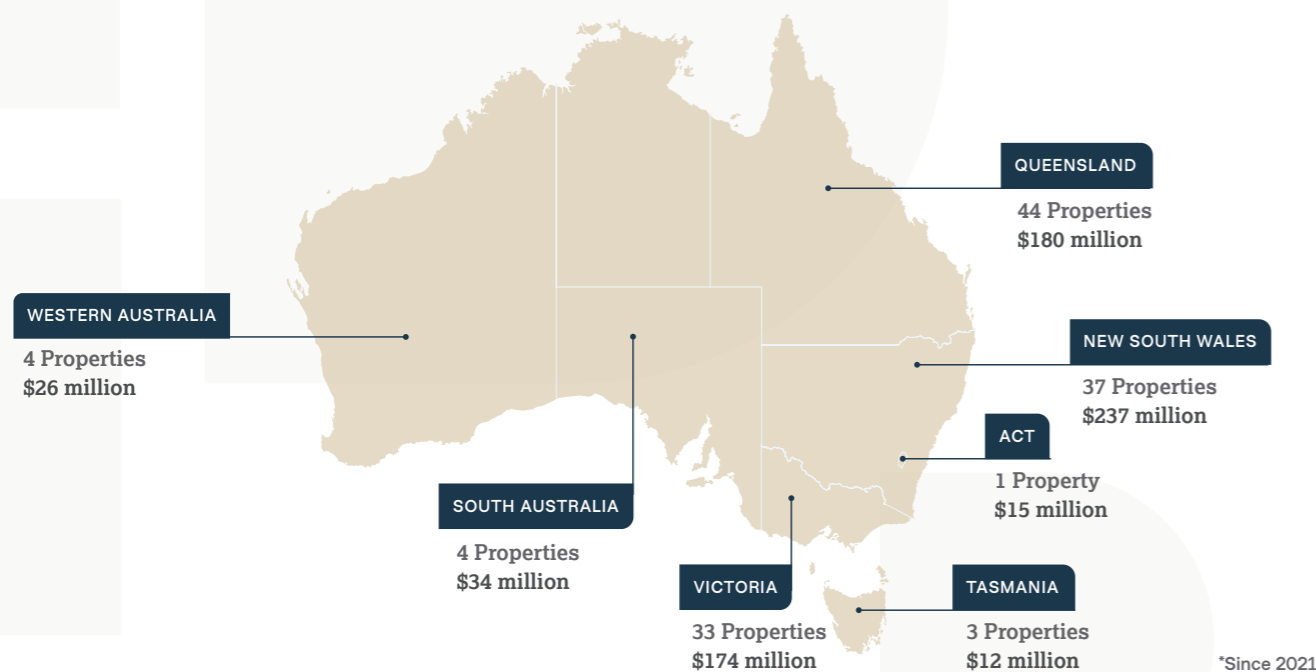 QUEENSLAND
44 Properties
$180 million
WESTERN AUSTRALIA
4 Properties
$26 million
NEW SOUTH WALES
37 Properties
$237 million
ACT
1 Property
$15 million
SOUTH AUSTRALIA
4 Properties
$34 million
VICTORIA
33 Properties
$174 million
TASMANIA
3 Properties
$12 million
*Since 2021